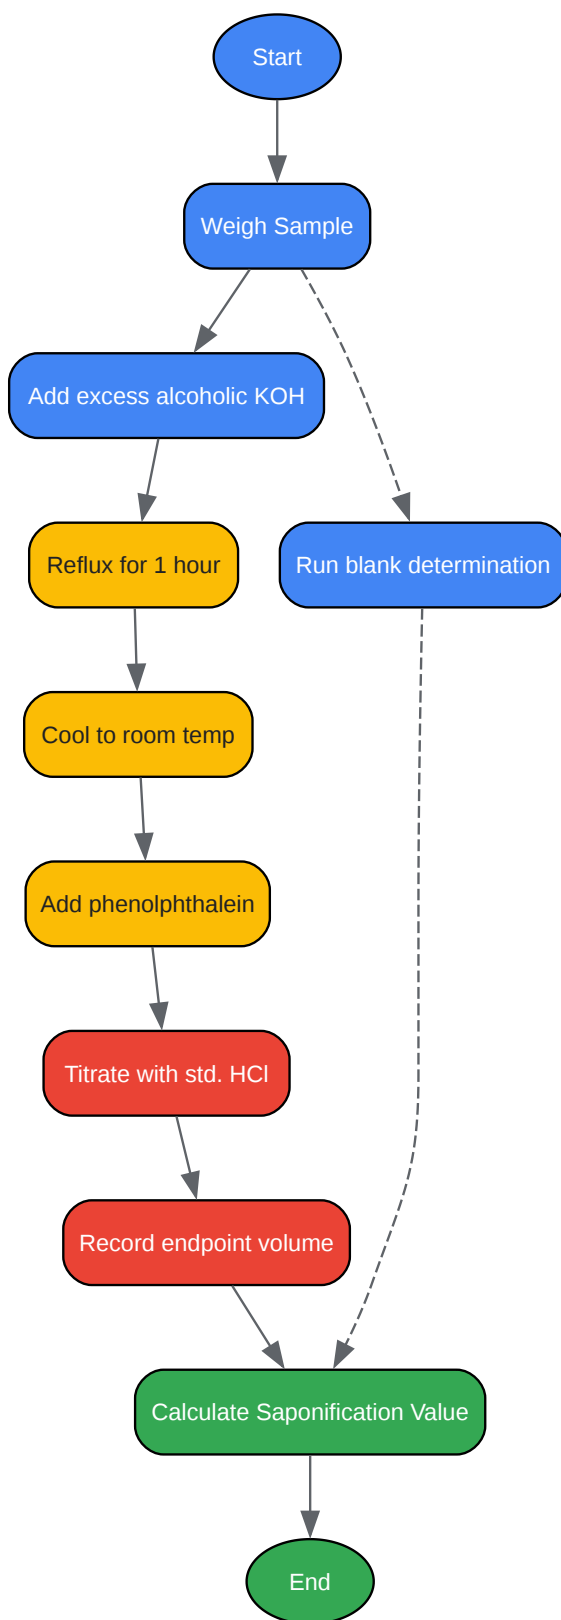 Start
Weigh Sample
Add excess alcoholic KOH
Reflux for 1 hour
Run blank determination
Cool to room temp
Add phenolphthalein
Titrate with std. HCl
Record endpoint volume
Calculate Saponification Value
End